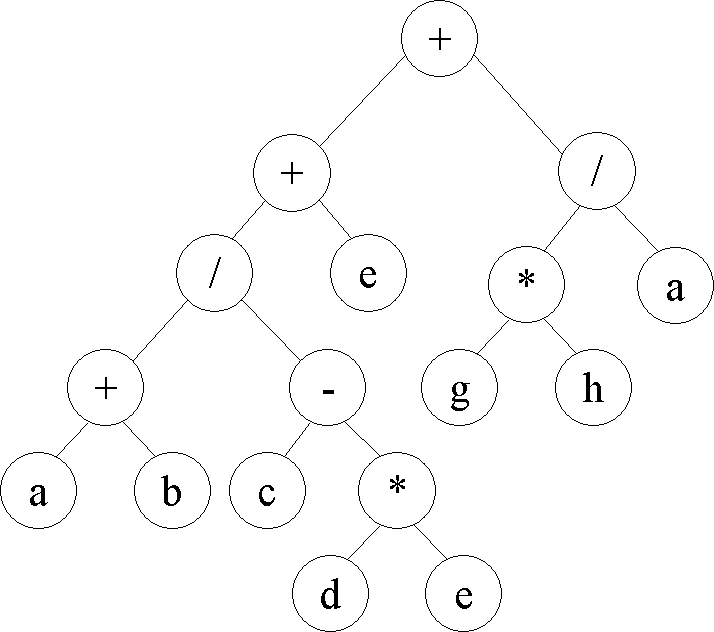 +
+ /
/ e * a
+ - g h
a b c *
d e